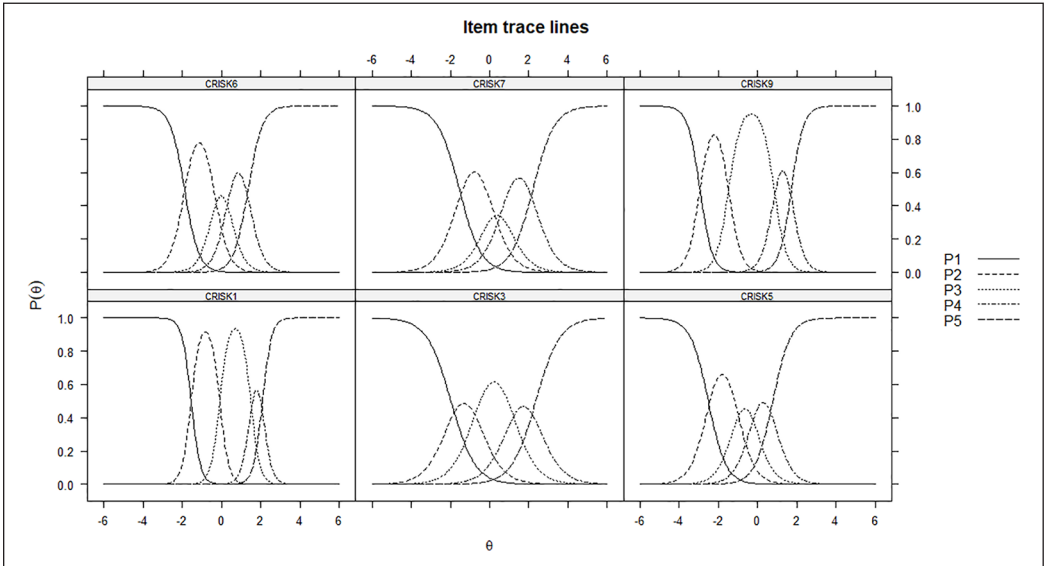 Item trace lines
-6 -4 -2 0 2 4 6
CRISK6 CRISK7 CRISK9
1.0
0.8
0.6
0.4
0.2
0.0
P(θ)
CRISK1 CRISK3 CRISK5
1.0
0.8
0.6
0.4
0.2
0.0
-6 -4 -2 0 2 4 6 -6 -4 -2 0 2 4 6
θ
P1
P2
P3
P4
P5